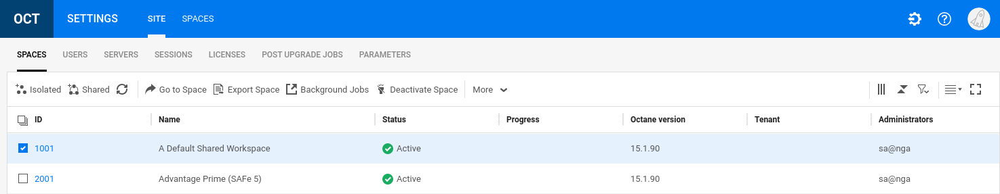 OCT SETTINGS SITE SPACES
SPACES USERS SERVERS SESSIONS LICENSES POST UPGRADE JOBS PARAMETERS
Isolated Shared Go to Space Export Space Background Jobs Deactivate Space More
ID Name Status Progress Octane version Tenant Administrators
1001 A Default Shared Workspace Active 15.1.90 sa@nga
2001 Advantage Prime (SAFe 5) Active 15.1.90 sa@nga